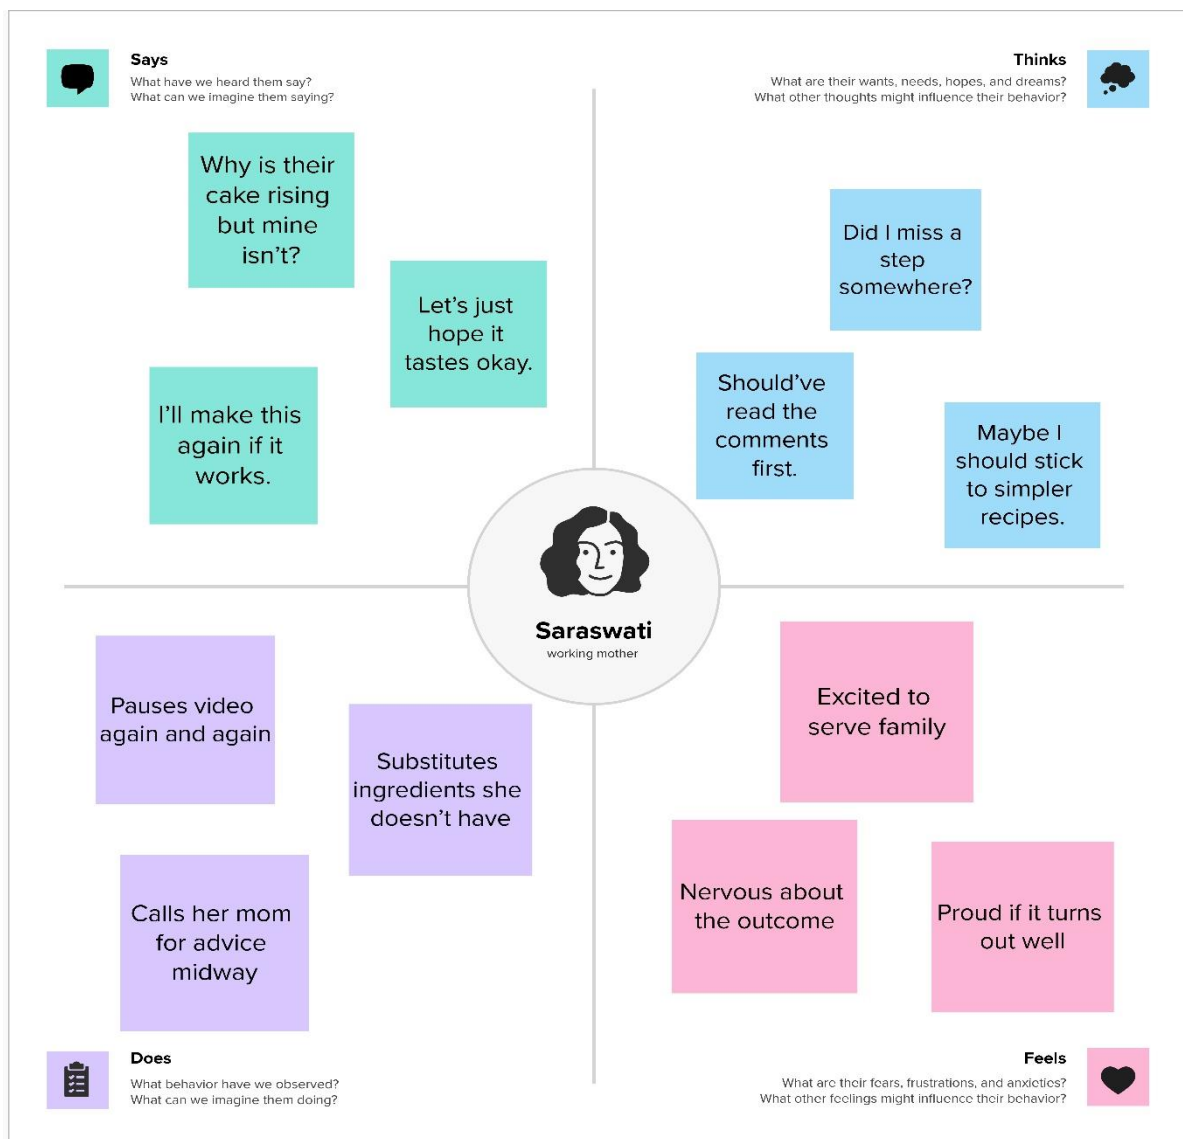 Says
What have we heard them say?
What can we imagine them saying?
Why is their
cake rising
but mine
isn’t?
Let’s just
hope it
tastes okay.
I’ll make this
again if it
works.
Thinks
What are their wants, needs, hopes, and dreams?
What other thoughts might influence their behavior?
Did I miss a
step
somewhere?
Should’ve
read the
comments
first.
Maybe I
should stick
to simpler
recipes.
Saraswati
working mother
Pauses video
again and again
Substitutes
ingredients she
doesn’t have
Calls her mom
for advice
midway
Does
What behavior have we observed?
What can we imagine them doing?
Excited to
serve family
Nervous about
the outcome
Proud if it turns
out well
Feels
What are their fears, frustrations, and anxieties?
What other feelings might influence their behavior?